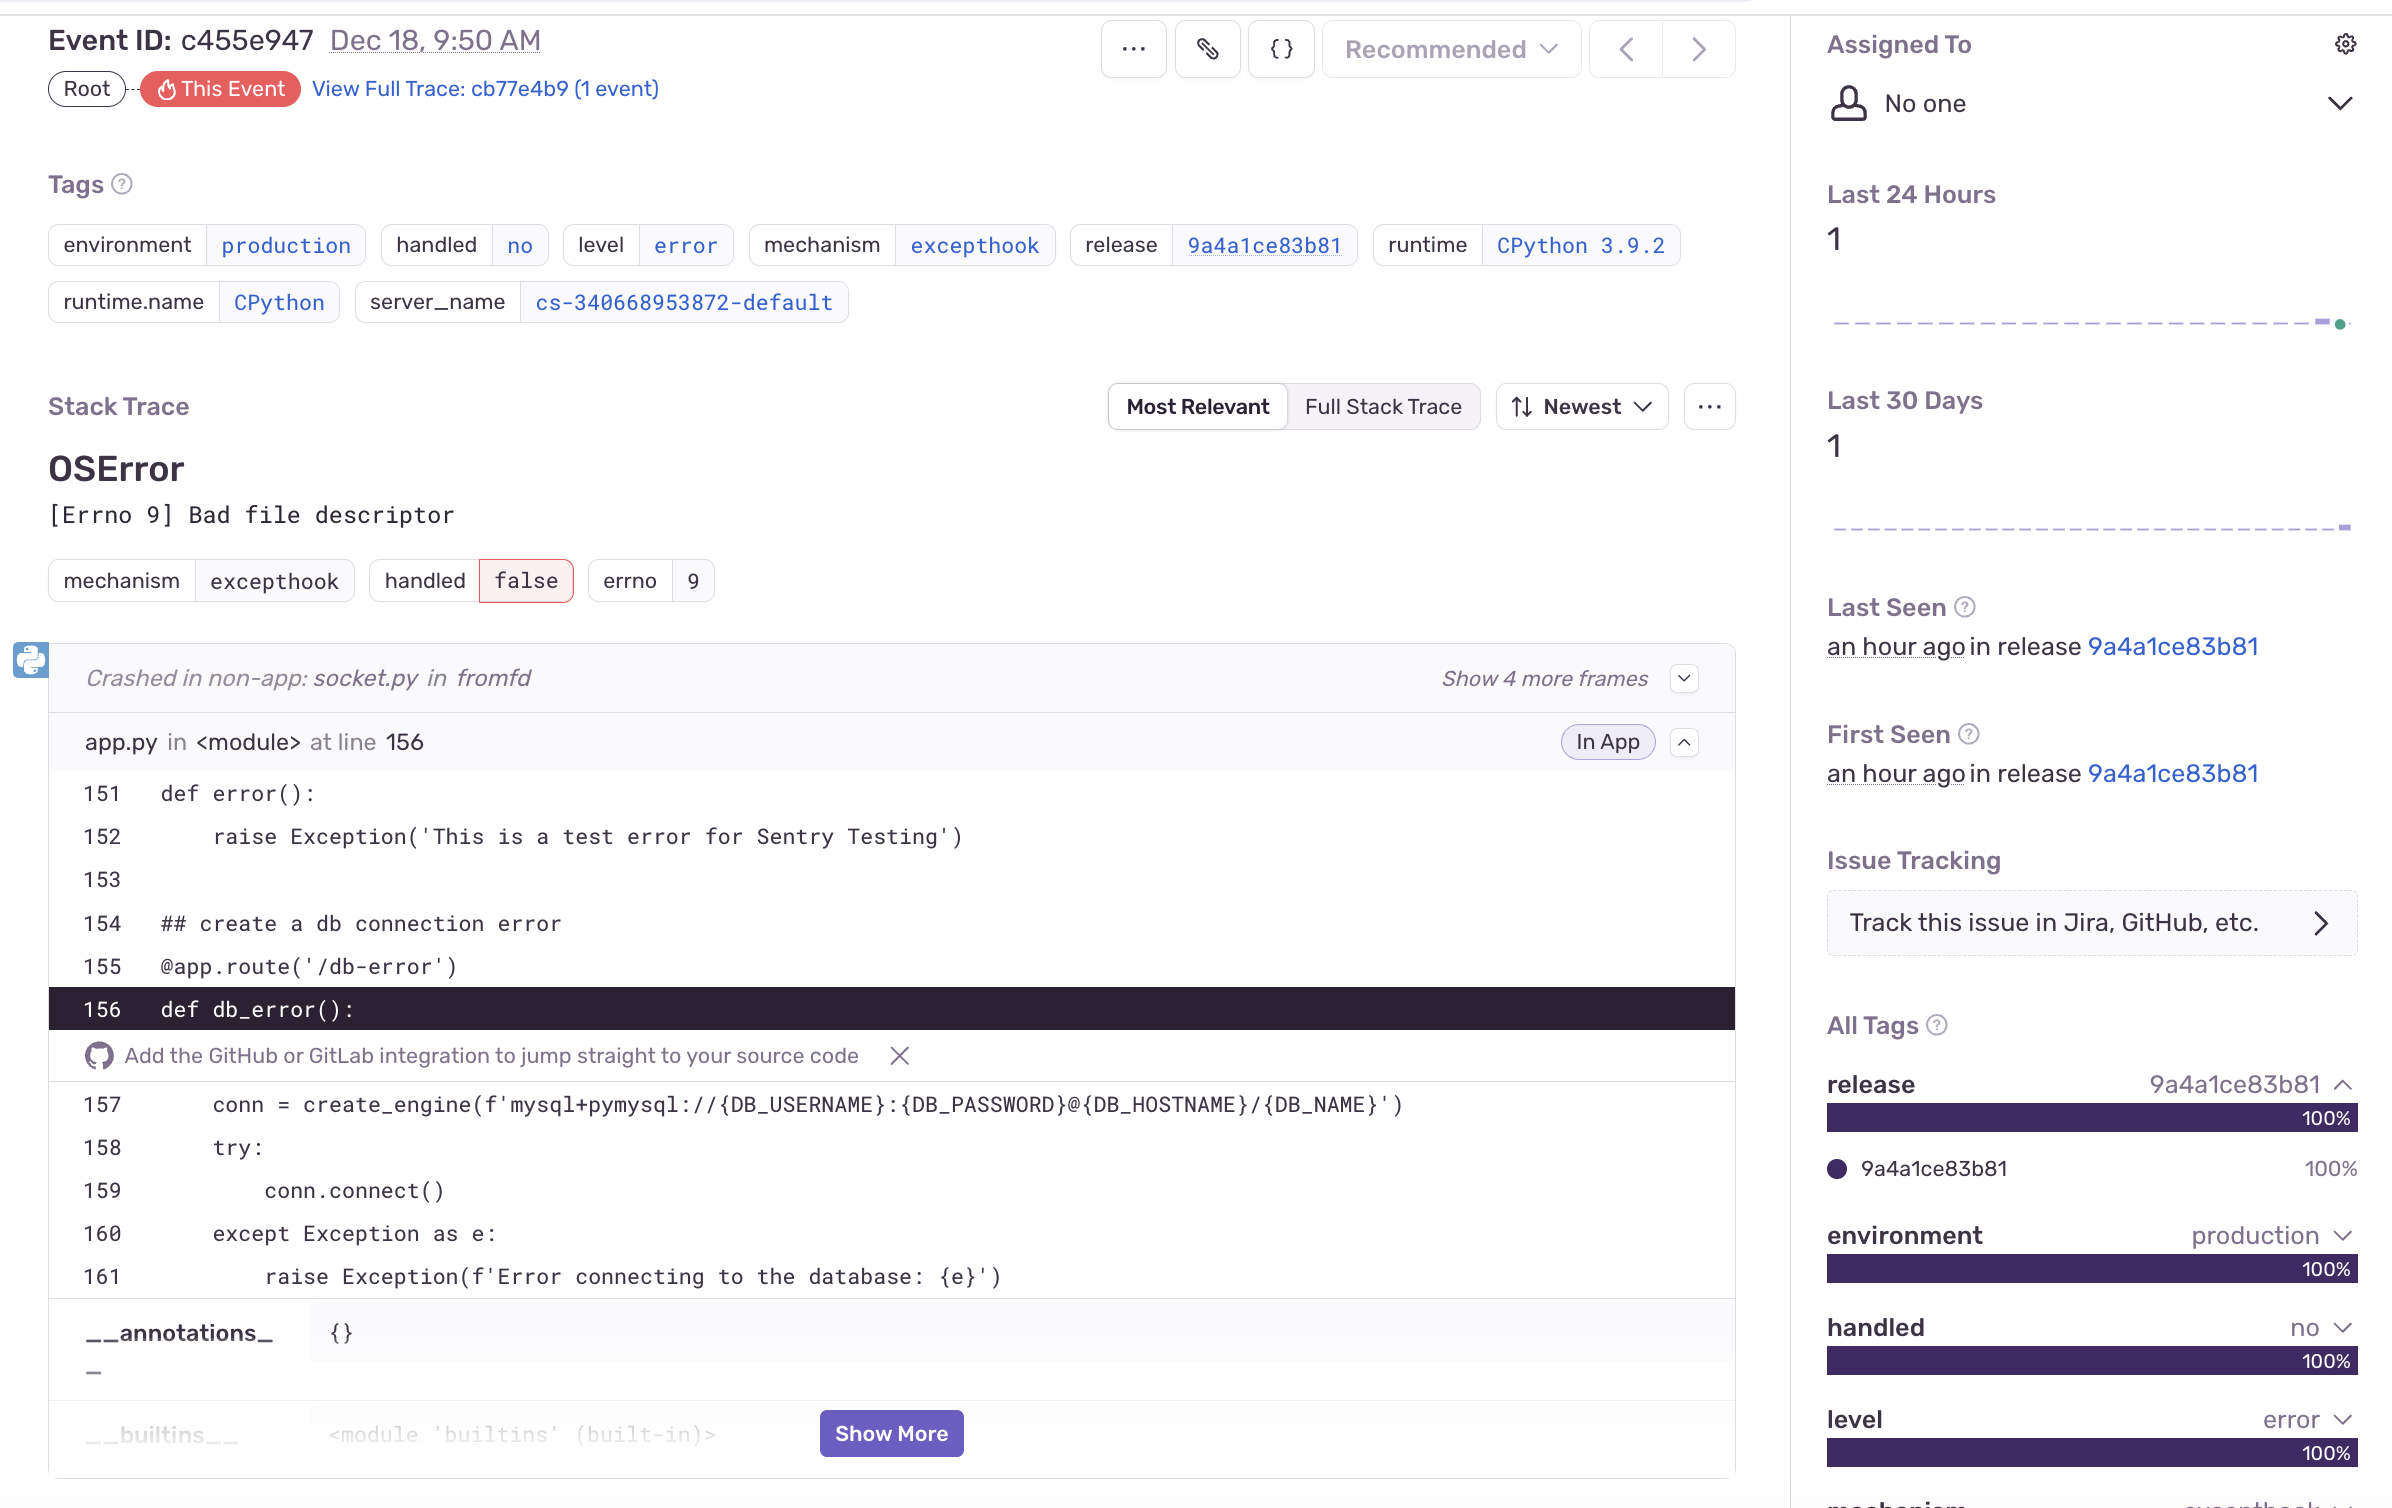 Event ID: c455e947 Dec 18, 9:50 AM
Recommended
Root This Event View Full Trace: cb77e4b9 (1 event)
Tags
environment production handled no level error mechanism excepthook release 9a4a1ce83b81 runtime CPython 3.9.2
runtime.name CPython server_name cs-340668953872-default
Stack Trace
Most Relevant Full Stack Trace Newest
OSError
[Errno 9] Bad file descriptor
mechanism excepthook handled false errno 9
Crashed in non-app: socket.py in fromfd Show 4 more frames
app.py in <module> at line 156 In App
151 def error():
152     raise Exception('This is a test error for Sentry Testing')
153
154 ## create a db connection error
155 @app.route('/db-error')
156 def db_error():
Add the GitHub or GitLab integration to jump straight to your source code
157     conn = create_engine(f'mysql+pymysql://{DB_USERNAME}:{DB_PASSWORD}@{DB_HOSTNAME}/{DB_NAME}')
158     try:
159         conn.connect()
160     except Exception as e:
161         raise Exception(f'Error connecting to the database: {e}')
__annotations_ {}
_
__builtins__ <module 'builtins' (built-in)>
Show More
Assigned To
No one
Last 24 Hours
1
Last 30 Days
1
Last Seen
an hour ago in release 9a4a1ce83b81
First Seen
an hour ago in release 9a4a1ce83b81
Issue Tracking
Track this issue in Jira, GitHub, etc.
All Tags
release 9a4a1ce83b81
100%
9a4a1ce83b81 100%
environment production
100%
handled no
100%
level error
100%
mechanism excepthook